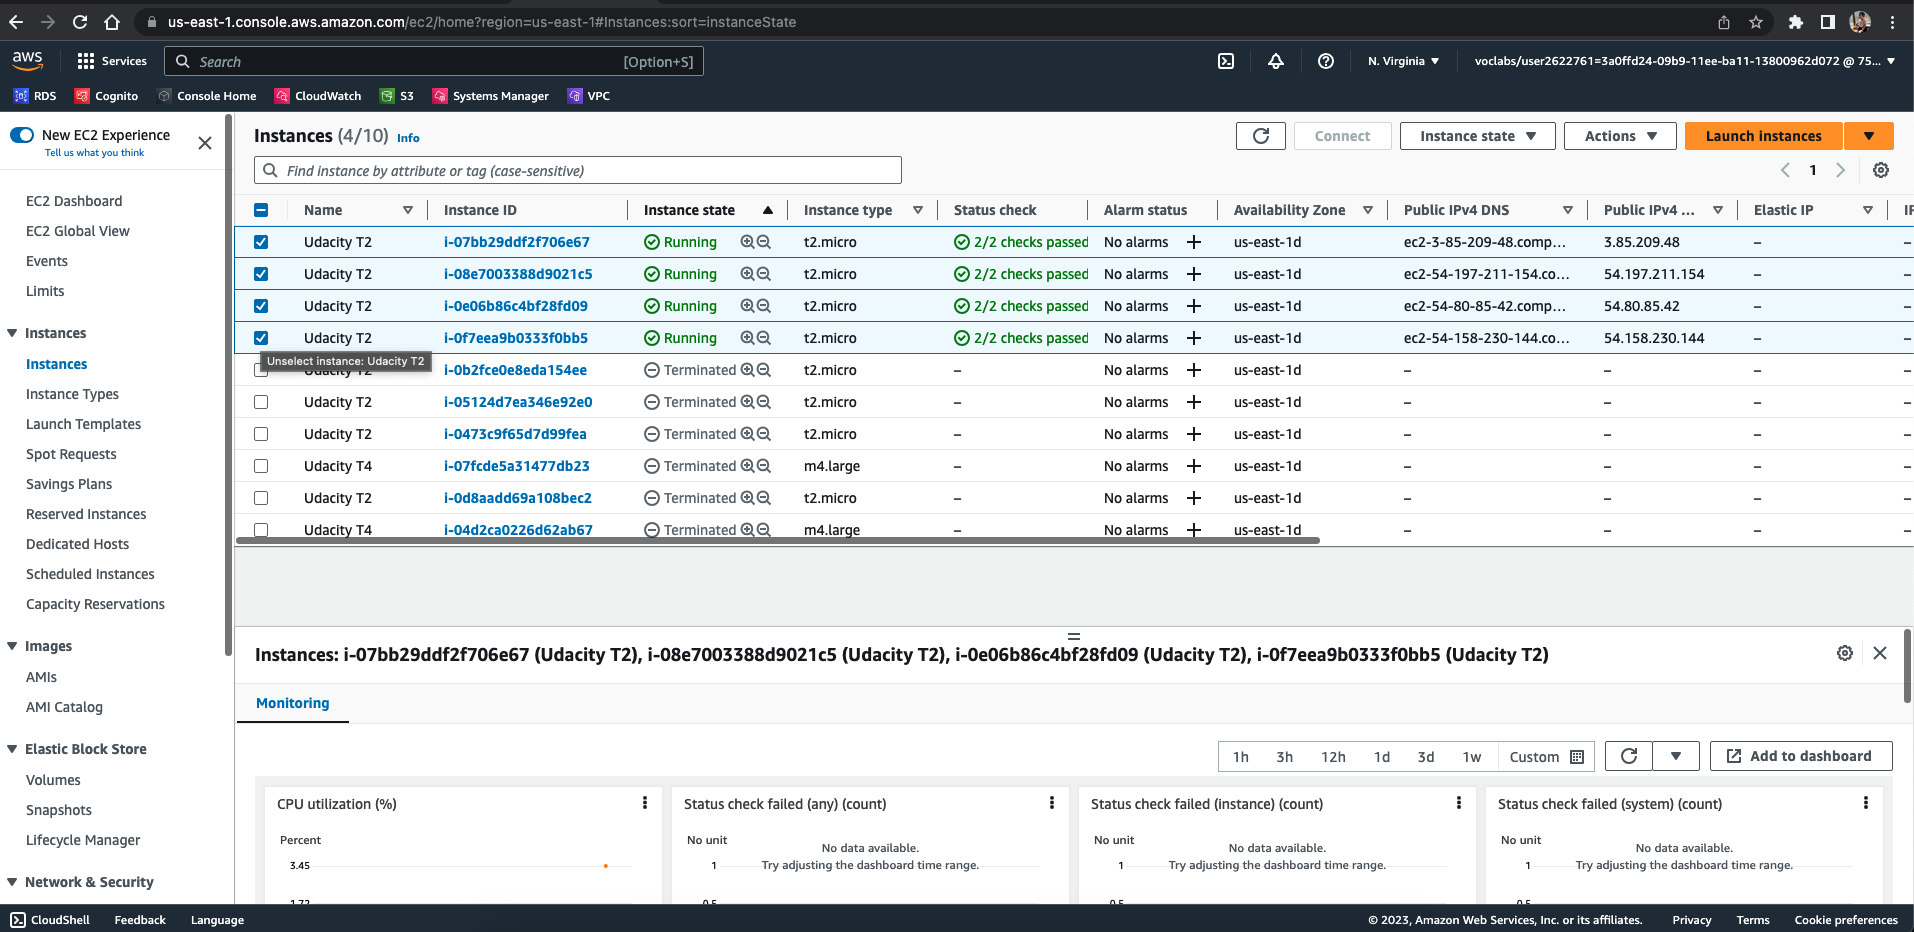 us-east-1.console.aws.amazon.com/ec2/home?region=us-east-1#Instances:sort=instanceState
aws Services Search [Option+S] N. Virginia voclabs/user2622761=3a0ffd24-09b9-11ee-ba11-13800962d072 @ 75...
RDS Cognito Console Home CloudWatch S3 Systems Manager VPC
New EC2 Experience
Tell us what you think
EC2 Dashboard
EC2 Global View
Events
Limits
Instances
Instances
Instance Types
Launch Templates
Spot Requests
Savings Plans
Reserved Instances
Dedicated Hosts
Scheduled Instances
Capacity Reservations
Images
AMIs
AMI Catalog
Elastic Block Store
Volumes
Snapshots
Lifecycle Manager
Network & Security
Instances (4/10) Info Connect Instance state Actions Launch instances
Find instance by attribute or tag (case-sensitive) 1
Name Instance ID Instance state Instance type Status check Alarm status Availability Zone Public IPv4 DNS Public IPv4 ... Elastic IP
Udacity T2 i-07bb29ddf2f706e67 Running t2.micro 2/2 checks passed No alarms + us-east-1d ec2-3-85-209-48.comp... 3.85.209.48 – –
Udacity T2 i-08e7003388d9021c5 Running t2.micro 2/2 checks passed No alarms + us-east-1d ec2-54-197-211-154.co... 54.197.211.154 – –
Udacity T2 i-0e06b86c4bf28fd09 Running t2.micro 2/2 checks passed No alarms + us-east-1d ec2-54-80-85-42.comp... 54.80.85.42 – –
Udacity T2 i-0f7eea9b0333f0bb5 Running t2.micro 2/2 checks passed No alarms + us-east-1d ec2-54-158-230-144.co... 54.158.230.144 – –
Unselect instance: Udacity T2
Udacity T2 i-0b2fce0e8eda154ee Terminated t2.micro – No alarms + us-east-1d – – – –
Udacity T2 i-05124d7ea346e92e0 Terminated t2.micro – No alarms + us-east-1d – – – –
Udacity T2 i-0473c9f65d7d99fea Terminated t2.micro – No alarms + us-east-1d – – – –
Udacity T4 i-07fcde5a31477db23 Terminated m4.large – No alarms + us-east-1d – – – –
Udacity T2 i-0d8aadd69a108bec2 Terminated t2.micro – No alarms + us-east-1d – – – –
Udacity T4 i-04d2ca0226d62ab67 Terminated m4.large – No alarms + us-east-1d – – – –
Instances: i-07bb29ddf2f706e67 (Udacity T2), i-08e7003388d9021c5 (Udacity T2), i-0e06b86c4bf28fd09 (Udacity T2), i-0f7eea9b0333f0bb5 (Udacity T2)
Monitoring
1h 3h 12h 1d 3d 1w Custom Add to dashboard
CPU utilization (%)
Percent
3.45
1.72
Status check failed (any) (count)
No unit
No data available.
1 Try adjusting the dashboard time range.
0.5
Status check failed (instance) (count)
No unit
No data available.
1 Try adjusting the dashboard time range.
0.5
Status check failed (system) (count)
No unit
No data available.
1 Try adjusting the dashboard time range.
0.5
CloudShell Feedback Language © 2023, Amazon Web Services, Inc. or its affiliates. Privacy Terms Cookie preferences